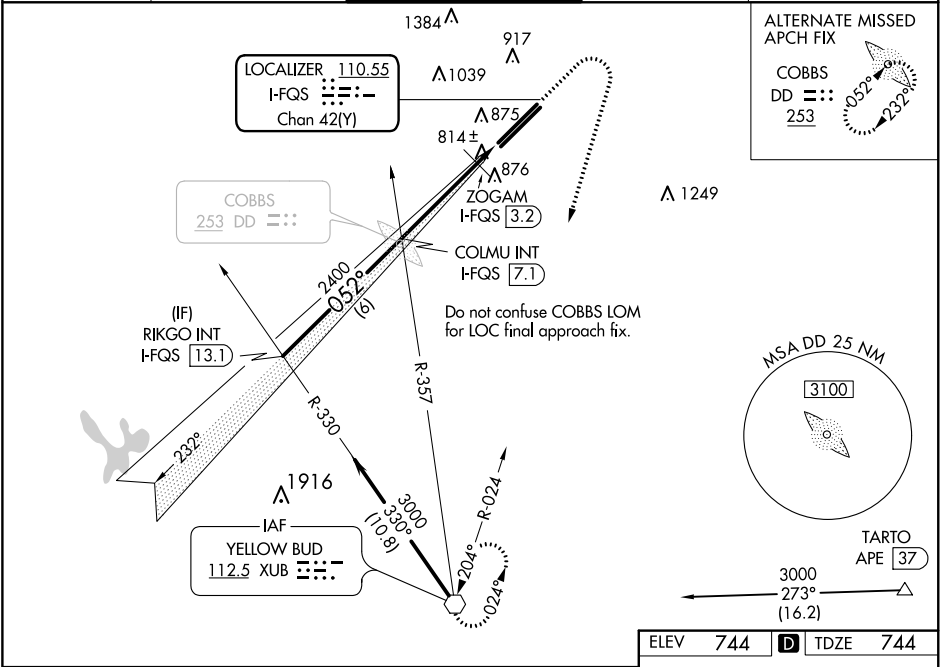 1384
917
1039
LOCALIZER 110.55
I-FQS
Chan 42(Y)
875
814 ±
876
ZOGAM
I-FQS 3.2
1249
ALTERNATE MISSED
APCH FIX
COBBS
DD
253
052°
232°
COBBS
253 DD
COLMU INT
I-FQS 7.1
2400
052°
(6)
Do not confuse COBBS LOM
for LOC final approach fix.
(IF)
RIKGO INT
I-FQS 13.1
R-357
R-330
232°
MSA DD 25 NM
3100
1916
3000
330°
(10.8)
R-024
204°
024°
IAF
YELLOW BUD
112.5 XUB
TARTO
APE 37
3000
273°
(16.2)
ELEV 744 D TDZE 744